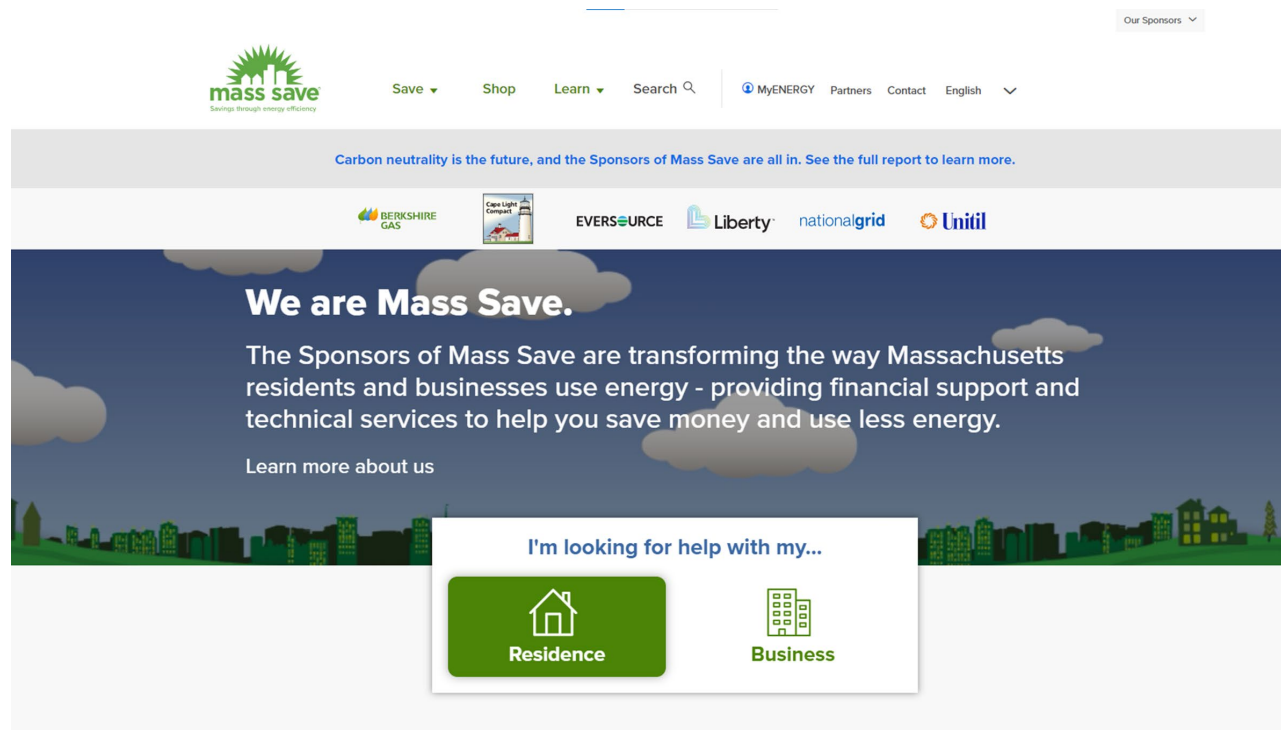 Our Sponsors
mass save
Savings through energy efficiency
Save
Shop
Learn
Search
MyENERGY
Partners
Contact
English
Carbon neutrality is the future, and the Sponsors of Mass Save are all in. See the full report to learn more.
BERKSHIRE
GAS
Cape Light
Compact
EVERSOURCE
Liberty
nationalgrid
Unitil
We are Mass Save.
The Sponsors of Mass Save are transforming the way Massachusetts
residents and businesses use energy - providing financial support and
technical services to help you save money and use less energy.
Learn more about us
I'm looking for help with my...
Residence
Business